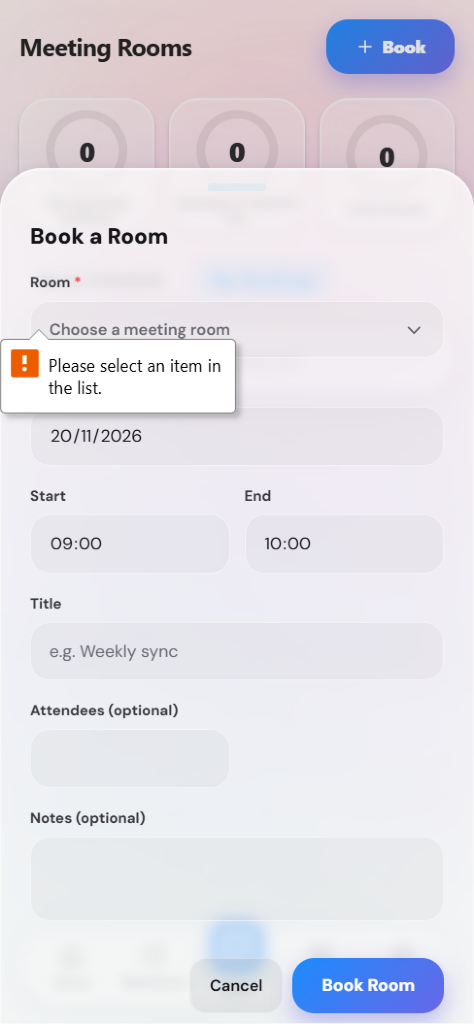 Meeting Rooms
+ Book
0
0
0
Book a Room
Room *
Choose a meeting room
Please select an item in
the list.
20/11/2026
Start
End
09:00
10:00
Title
e.g. Weekly sync
Attendees (optional)
Notes (optional)
Cancel
Book Room